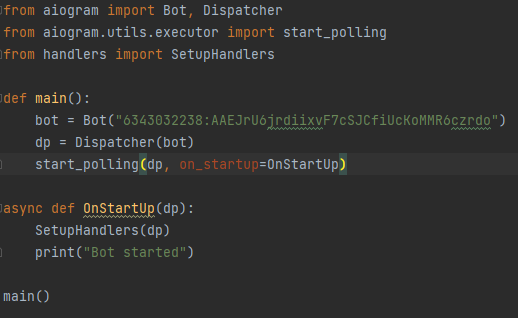 from aiogram import Bot, Dispatcher
from aiogram.utils.executor import start_polling
from handlers import SetupHandlers
def main():
bot = Bot("6343032238:AAEJrU6jrdiixvF7cSJCfiUcKoMMR6czrdo")
dp = Dispatcher(bot)
start_polling(dp, on_startup=OnStartUp)
async def OnStartUp(dp):
SetupHandlers(dp)
print("Bot started")
main()